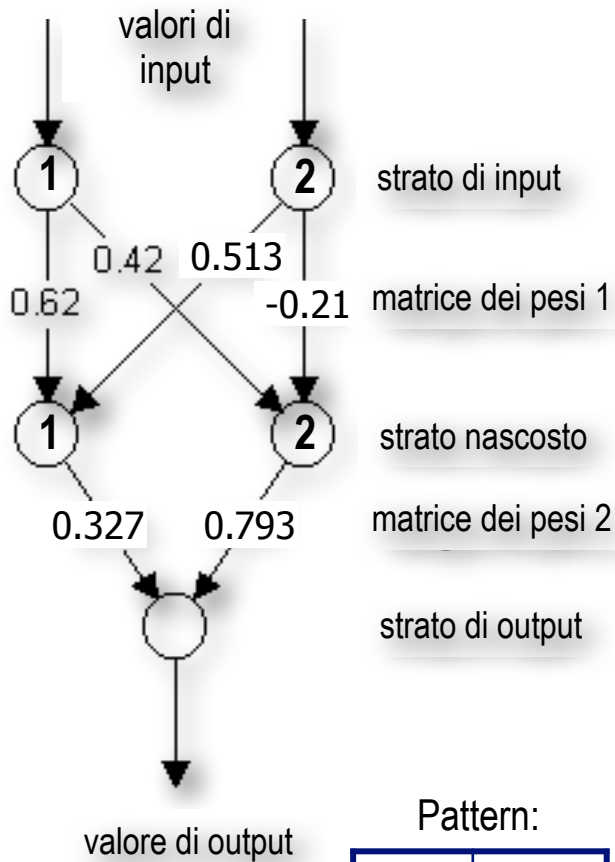 valori di
input
1
2
strato di input
0.42
0.513
0.62
-0.21
matrice dei pesi 1
1
2
strato nascosto
0.327
0.793
matrice dei pesi 2
strato di output
Pattern:
valore di output